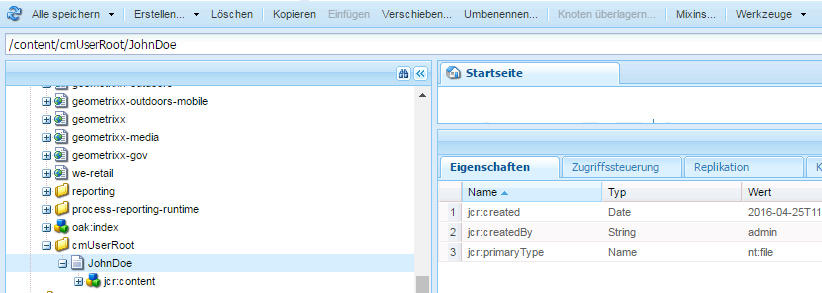 Alle speichern Erstellen... Löschen Kopieren Einfügen Verschieben... Umbenennen... Knoten überlagern... Mixins... Werkzeuge
/content/cmUserRoot/JohnDoe
Startseite
geometrixx-outdoors-mobile
geometrixx
geometrixx-media
geometrixx-gov
we-retail
reporting
process-reporting-runtime
oak:index
cmUserRoot
JohnDoe
jcr:content
Eigenschaften Zugriffssteuerung Replikation K
Name Typ Wert
1 jcr:created Date 2016-04-25T11
2 jcr:createdBy String admin
3 jcr:primaryType Name nt:file